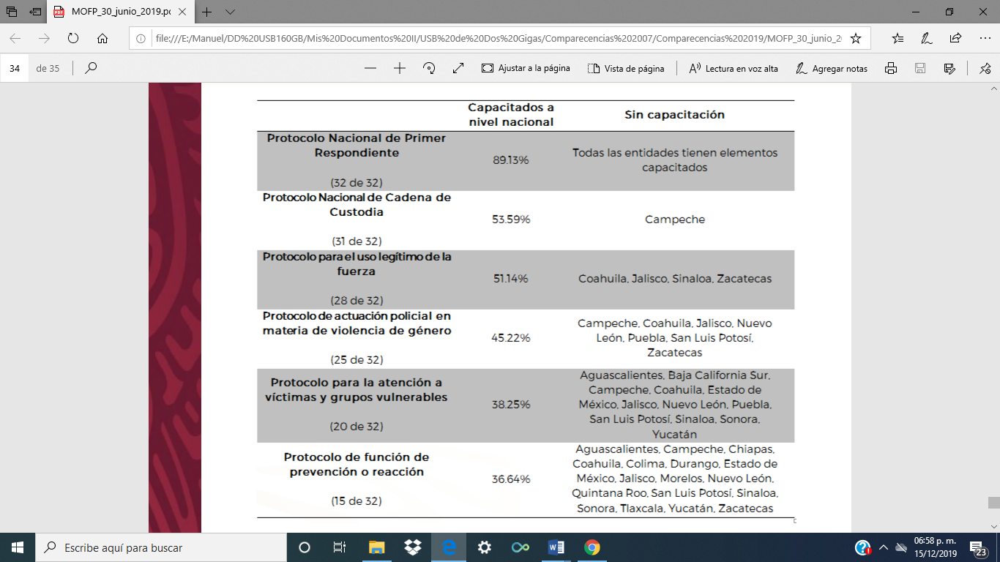 MOFP_30_junio_2019.pd
file:///E:/Manuel/DD%20USB160GB/Mis%20Documentos%20II/USB%20de%20Dos%20Gigas/Comparecencias%202007/Comparecencias%202019/MOFP_30_junio_2
34 de 35
Ajustar a la página
Vista de página
Lectura en voz alta
Agregar notas
Capacitados a
nivel nacional
Sin capacitación
Protocolo Nacional de Primer
Respondiente
(32 de 32)
89.13%
Todas las entidades tienen elementos
capacitados
Protocolo Nacional de Cadena de
Custodia
(31 de 32)
53.59%
Campeche
Protocolo para el uso legítimo de la
fuerza
(28 de 32)
51.14%
Coahuila, Jalisco, Sinaloa, Zacatecas
Protocolo de actuación policial en
materia de violencia de género
(25 de 32)
45.22%
Campeche, Coahuila, Jalisco, Nuevo
León, Puebla, San Luis Potosí,
Zacatecas
Protocolo para la atención a
víctimas y grupos vulnerables
(20 de 32)
38.25%
Aguascalientes, Baja California Sur,
Campeche, Coahuila, Estado de
México, Jalisco, Nuevo León, Puebla,
San Luis Potosí, Sinaloa, Sonora,
Yucatán
Protocolo de función de
prevención o reacción
(15 de 32)
36.64%
Aguascalientes, Campeche, Chiapas,
Coahuila, Colima, Durango, Estado de
México, Jalisco, Morelos, Nuevo León,
Quintana Roo, San Luis Potosí, Sinaloa,
Sonora, Tlaxcala, Yucatán, Zacatecas
Escribe aquí para buscar
06:58 p. m.
15/12/2019
23